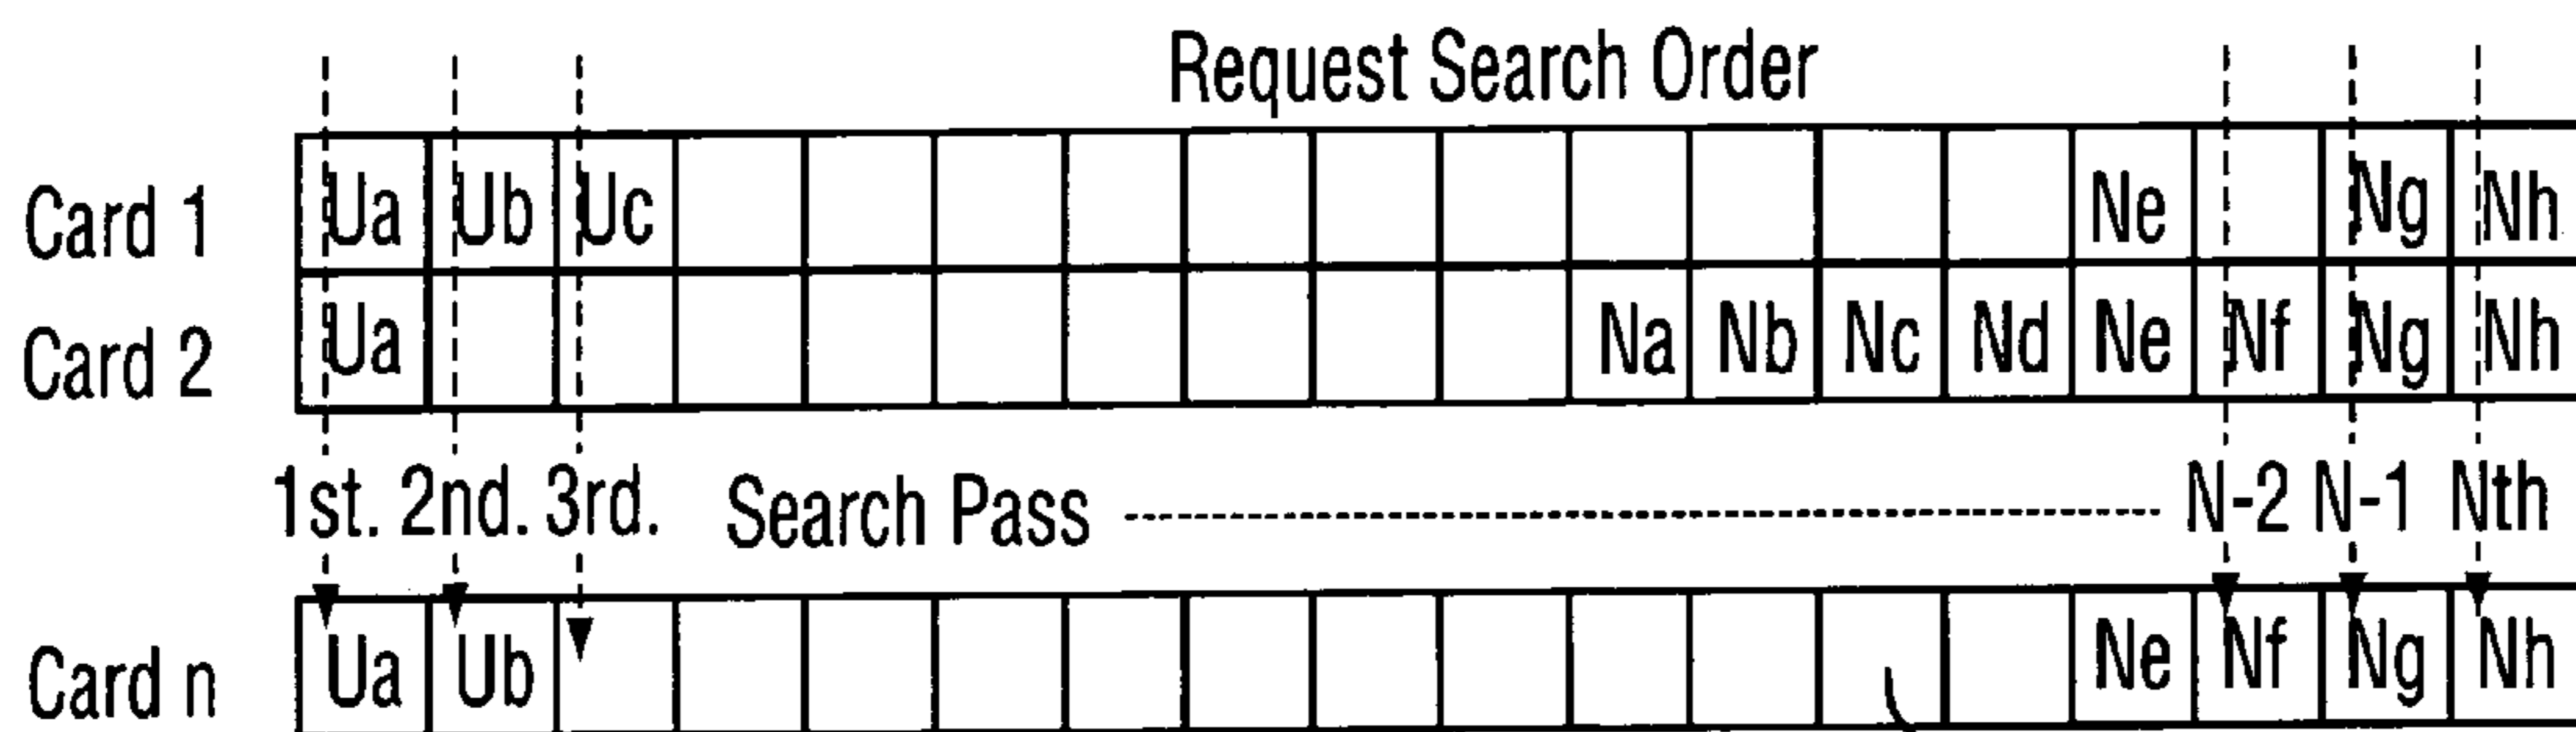 Request Search Order
Card 1 Ua Ub Uc Ne Ng Nh
Card 2 Ua Na Nb Nc Nd Ne Nf Ng Nh
1st. 2nd. 3rd. Search Pass N-2 N-1 Nth
Card n Ua Ub Ne Nf Ng Nh